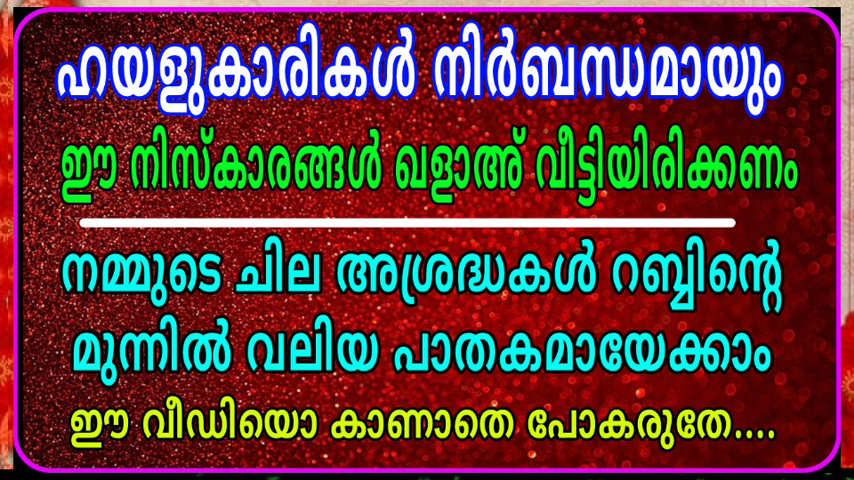 ഹയളുകാരികൾ നിർബന്ധമായും
ഈ നിസ്കാരങ്ങൾ ഖളാഅ് വീട്ടിയിരിക്കണം
നമ്മുടെ ചില അശ്രദ്ധകൾ റബ്ബിന്റെ
മുന്നിൽ വലിയ പാതകമായേക്കാം
ഈ വീഡിയൊ കാണാതെ പോകരുതേ....